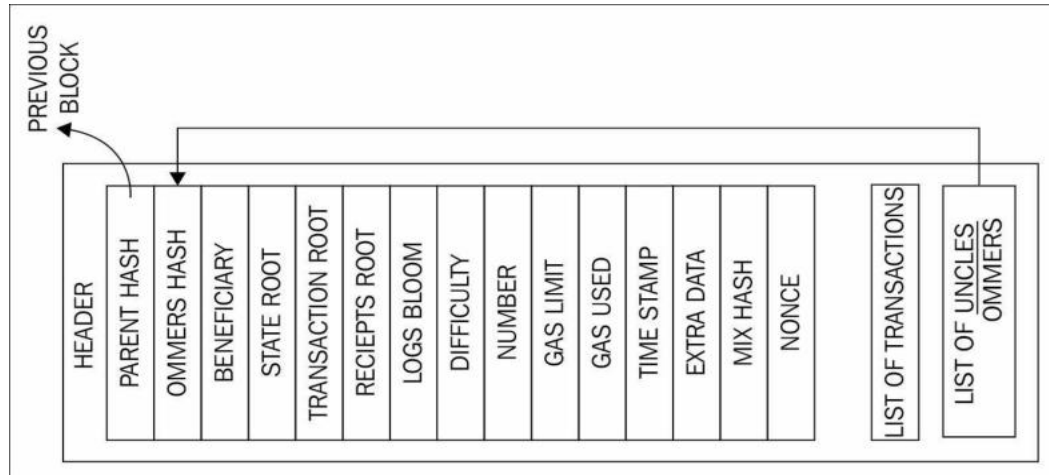 PREVIOUS
BLOCK
HEADER
PARENT HASH
OMMERS HASH
BENEFICIARY
STATE ROOT
TRANSACTION ROOT
RECIEPTS ROOT
LOGS BLOOM
DIFFICULTY
NUMBER
GAS LIMIT
GAS USED
TIME STAMP
EXTRA DATA
MIX HASH
NONCE
LIST OF TRANSACTIONS
LIST OF UNCLES
OMMERS